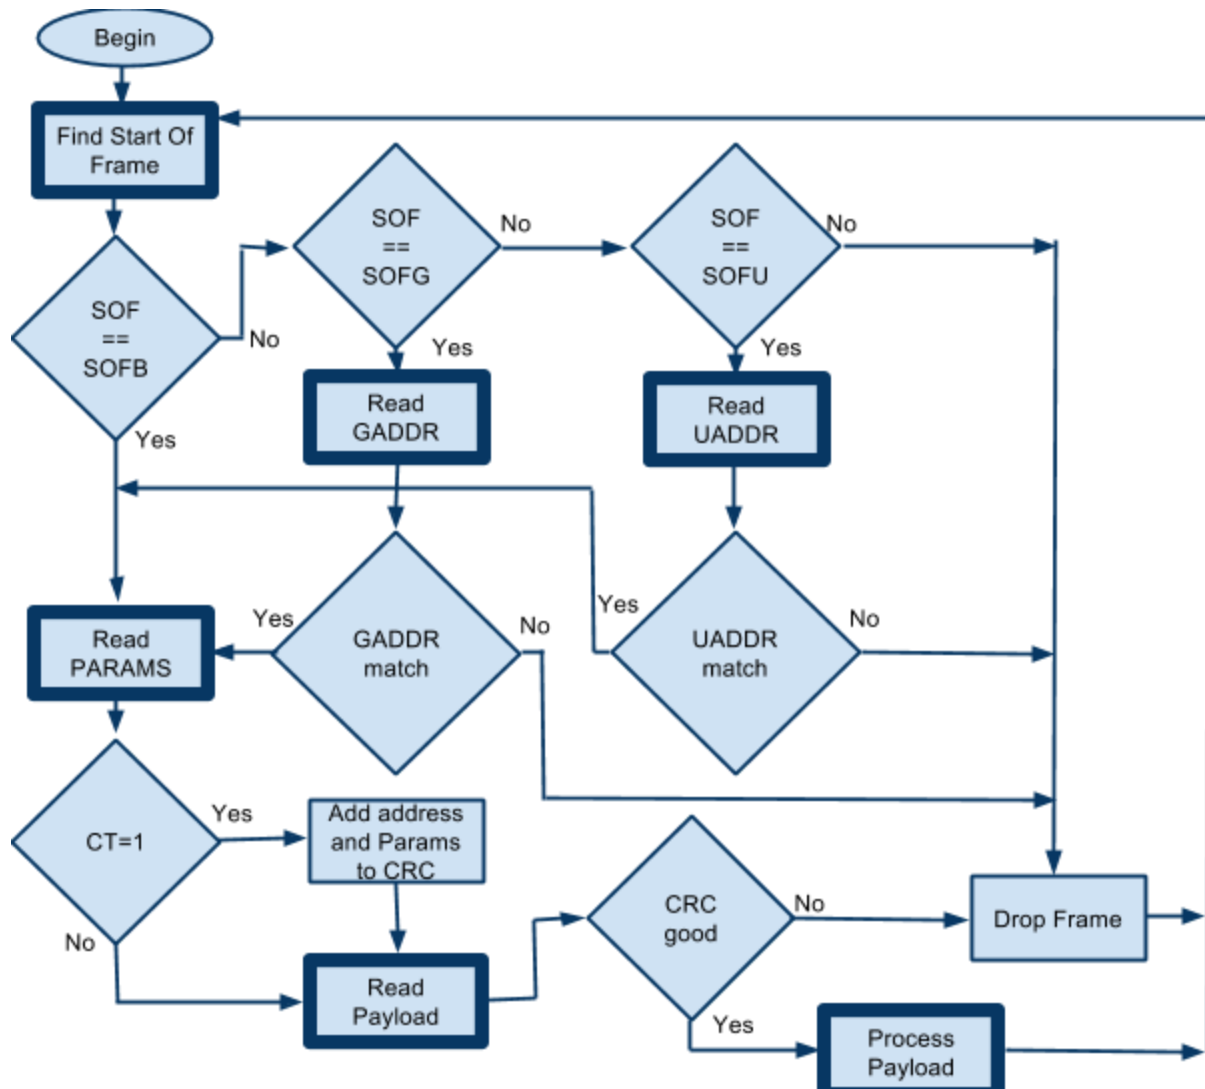 Begin
Find Start Of
Frame
SOF
==
SOFB
No
Yes
SOF
==
SOFG
No
Yes
SOF
==
SOFU
No
Yes
Read
GADDR
Read
UADDR
Read
PARAMS
Yes
GADDR
match
No
Yes
UADDR
match
No
CT=1
Yes
No
Add address
and Params
to CRC
Read
Payload
CRC
good
No
Yes
Drop Frame
Process
Payload